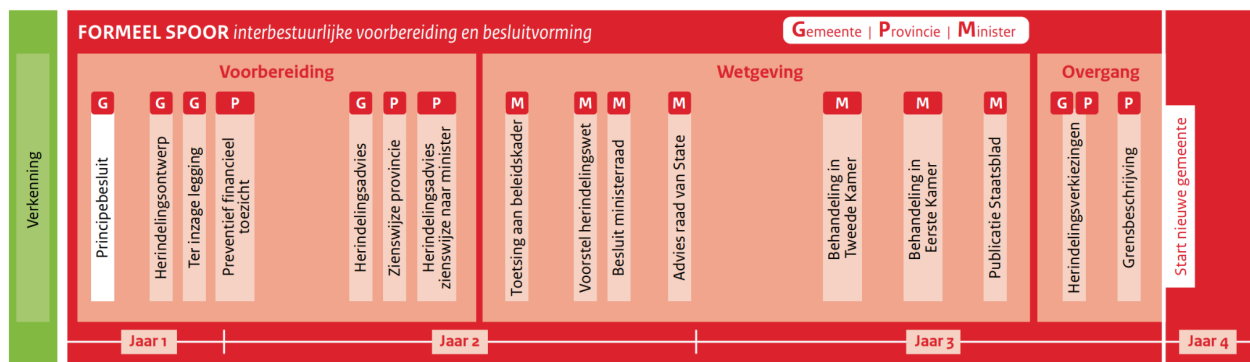 FORMEEL SPOOR interbestuurlijke voorbereiding en besluitvorming
Gemeente | Provincie | Minister
Verkenning
Voorbereiding
Wetgeving
Overgang
G
G
G
P
G
P
P
M
M
M
M
M
M
M
G
P
P
Principebesluit
Herindelingsontwerp
Ter inzage legging
Preventief financieel
toezicht
Herindelingsadvies
Zienswijze provincie
Herindelingsadvies
zienswijze naar minister
Toetsing aan beleidskader
Voorstel herindelingswet
Besluit ministerraad
Advies raad van State
Behandeling in
Tweede Kamer
Behandeling in
Eerste Kamer
Publicatie Staatsblad
Herindelingsverkiezingen
Grensbeschrijving
Start nieuwe gemeente
Jaar 1
Jaar 2
Jaar 3
Jaar 4